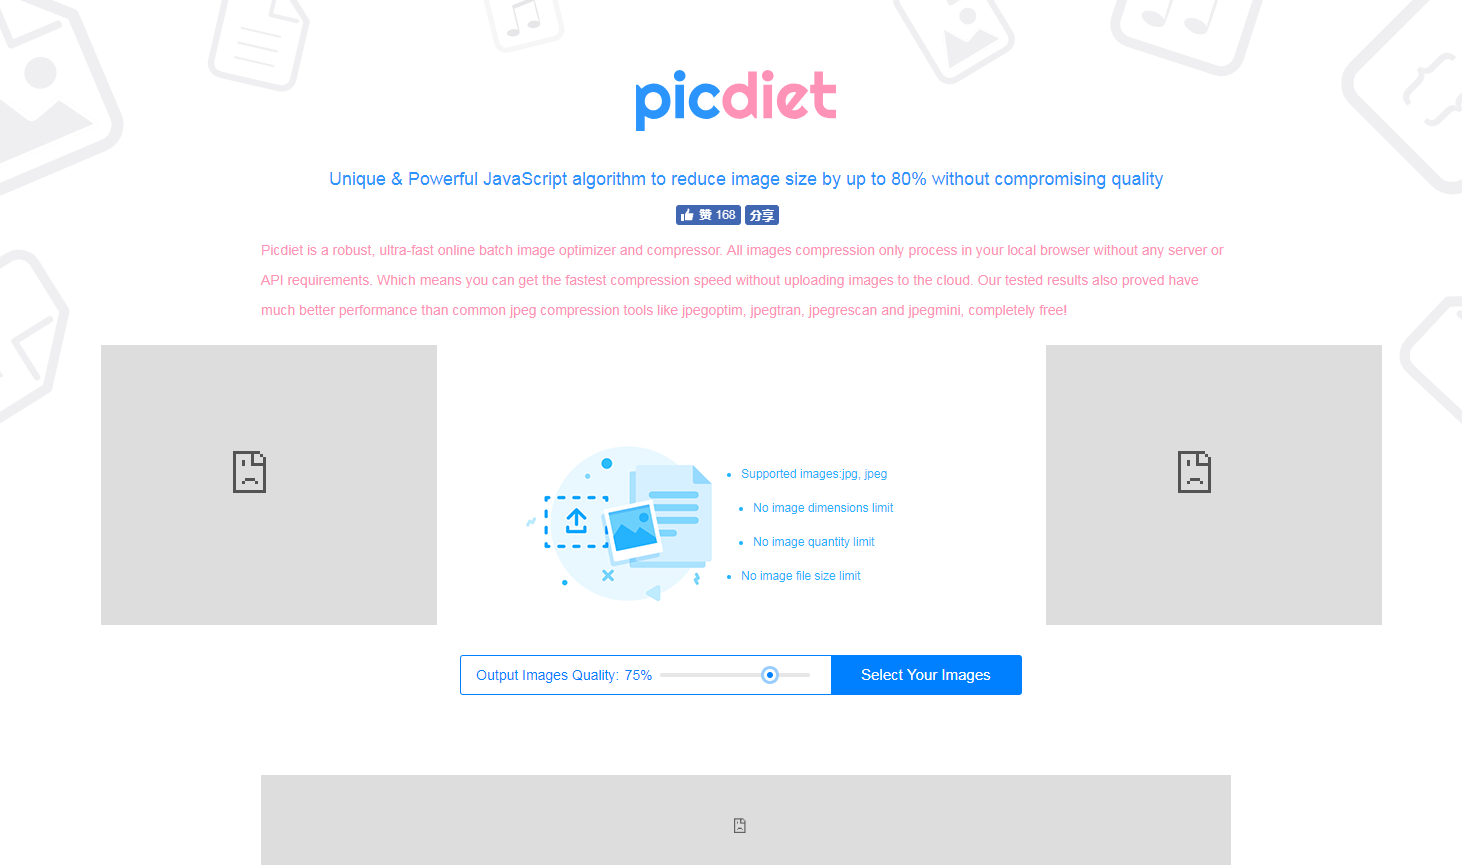 picdiet
Unique & Powerful JavaScript algorithm to reduce image size by up to 80% without compromising quality
赞 168 分享
Picdiet is a robust, ultra-fast online batch image optimizer and compressor. All images compression only process in your local browser without any server or
API requirements. Which means you can get the fastest compression speed without uploading images to the cloud. Our tested results also proved have
much better performance than common jpeg compression tools like jpegoptim, jpegtran, jpegrescan and jpegmini, completely free!
Supported images:jpg, jpeg
No image dimensions limit
No image quantity limit
No image file size limit
Output Images Quality: 75% Select Your Images